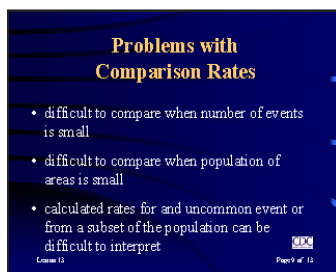 Problems with
Comparison Rates
• difficult to compare when number of events
is small
• difficult to compare when population of
areas is small
• calculated rates for and uncommon event or
from a subset of the population can be
difficult to interpret
CDC
Lesson 13
Page 9 of 13